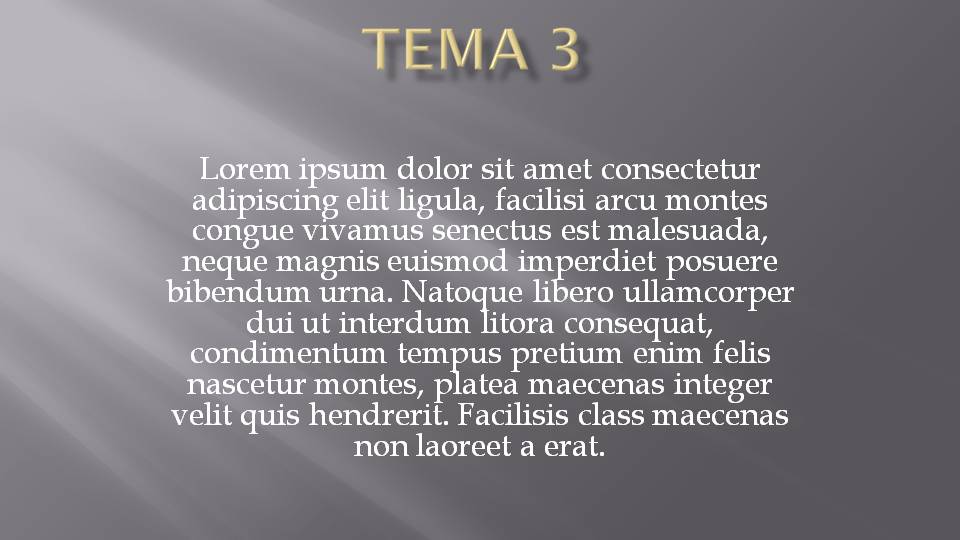 TEMA 3
Lorem ipsum dolor sit amet consectetur
adipiscing elit ligula, facilisi arcu montes
congue vivamus senectus est malesuada,
neque magnis euismod imperdiet posuere
bibendum urna. Natoque libero ullamcorper
dui ut interdum litora consequat,
condimentum tempus pretium enim felis
nascetur montes, platea maecenas integer
velit quis hendrerit. Facilisis class maecenas
non laoreet a erat.